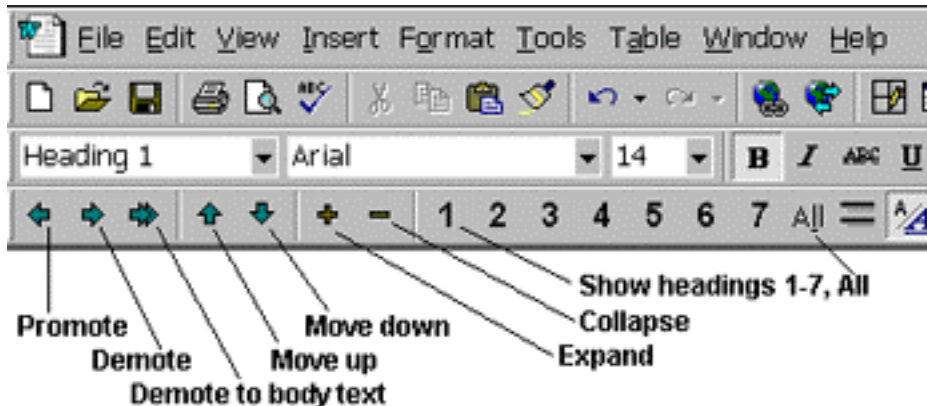 File Edit View Insert Format Tools Table Window Help
ABC
Heading 1 Arial 14 B I ABC U
1 2 3 4 5 6 7 All A A
Show headings 1-7, All
Promote Move down Collapse
Demote Move up Expand
Demote to body text